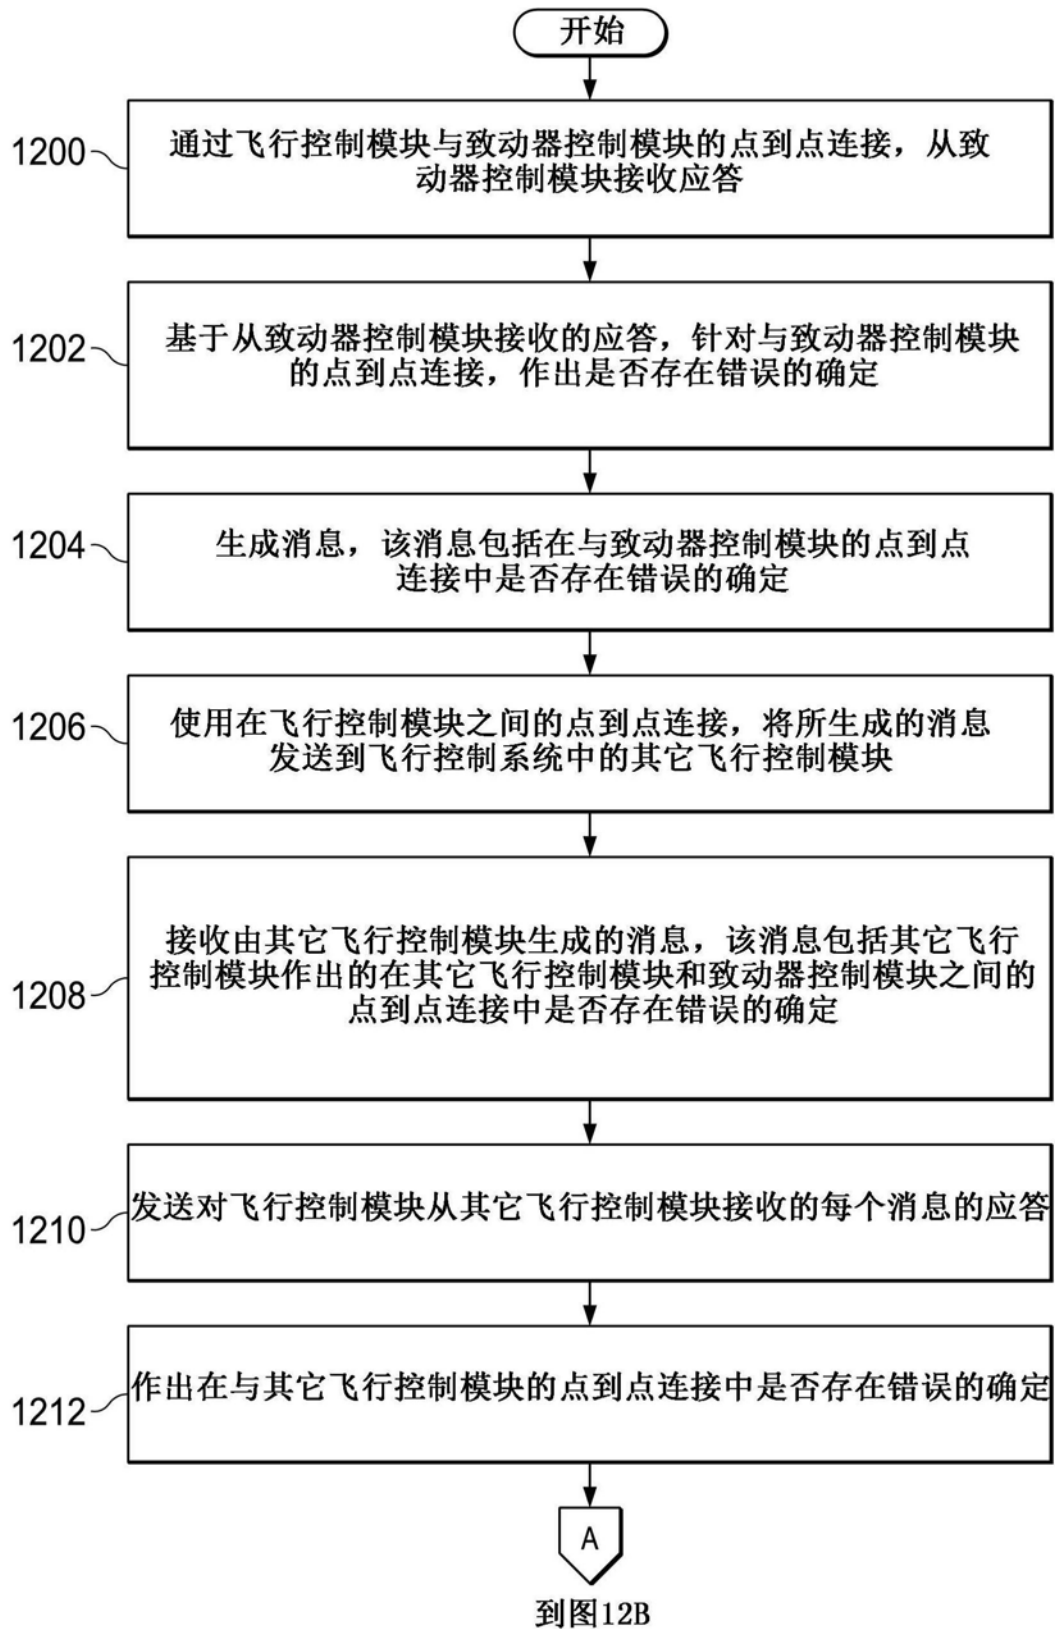 开始
1200
通过飞行控制模块与致动器控制模块的点到点连接，从致
动器控制模块接收应答
1202
基于从致动器控制模块接收的应答，针对与致动器控制模块
的点到点连接，作出是否存在错误的确定
1204
生成消息，该消息包括在与致动器控制模块的点到点
连接中是否存在错误的确定
1206
使用在飞行控制模块之间的点到点连接，将所生成的消息
发送到飞行控制系统中的其它飞行控制模块
1208
接收由其它飞行控制模块生成的消息，该消息包括其它飞行
控制模块作出的在其它飞行控制模块和致动器控制模块之间的
点到点连接中是否存在错误的确定
1210
发送对飞行控制模块从其它飞行控制模块接收的每个消息的应答
1212
作出在与其它飞行控制模块的点到点连接中是否存在错误的确定
A
到图12B